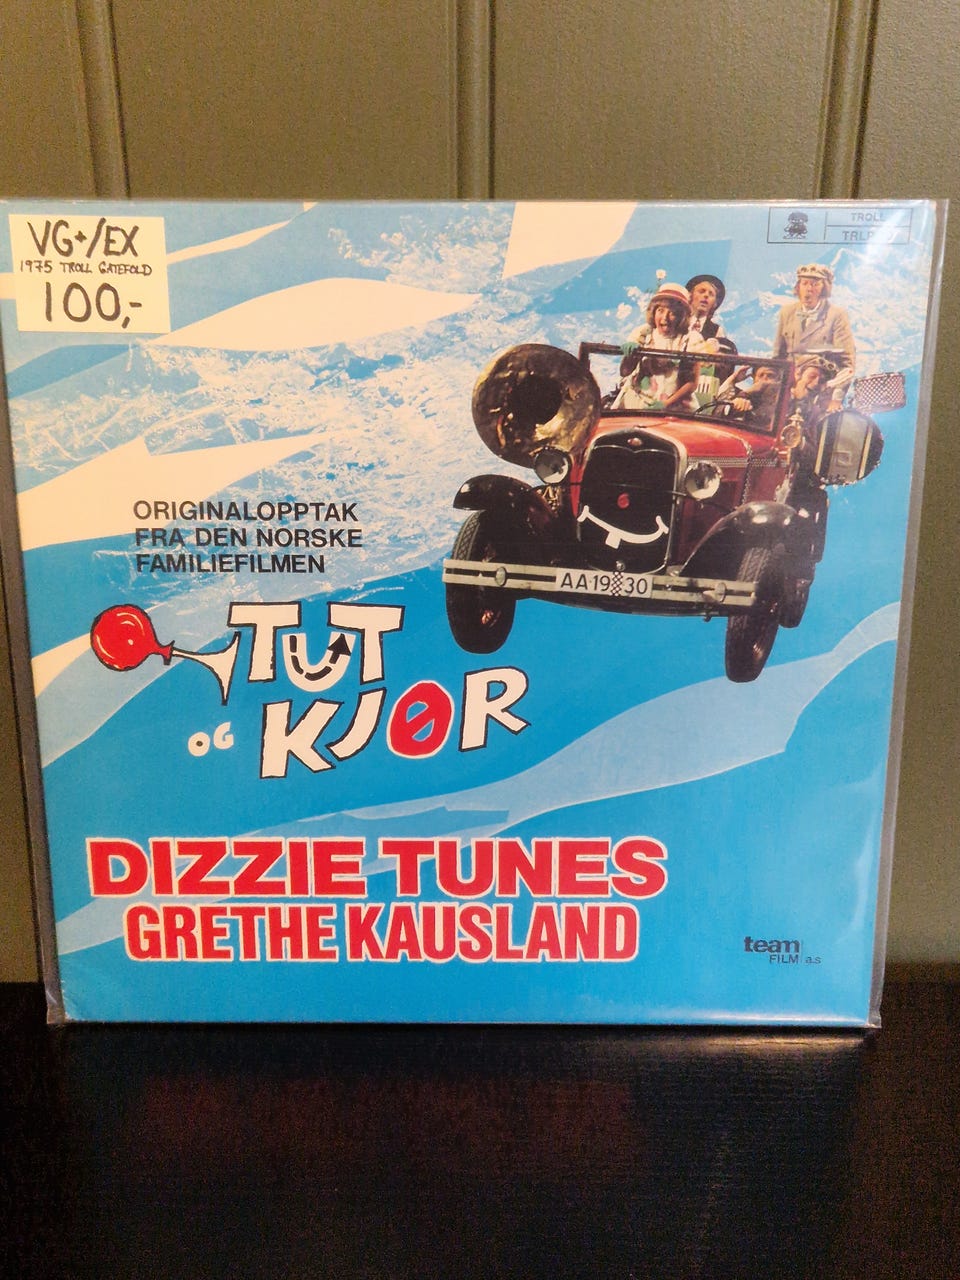 VG+/EX
1975 TROLL GATEFOLD
100,-
TROLL
ORIGINALOPPTAK
FRA DEN NORSKE
FAMILIEFILMEN
AA-19 30
TUT
OG KJØR
DIZZIE TUNES
GRETHE KAUSLAND
team
FILM a.s